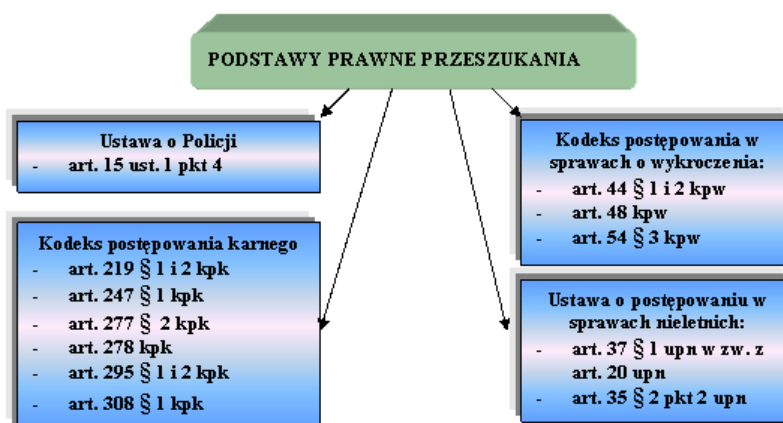 PODSTAWY PRAWNE PRZESZUKANIA
Ustawa o Policji
- art. 15 ust. 1 pkt 4
Kodeks postępowania karnego
- art. 219 § 1 i 2 kpk
- art. 247 § 1 kpk
- art. 277 § 2 kpk
- art. 278 kpk
- art. 295 § 1 i 2 kpk
- art. 308 § 1 kpk
Kodeks postępowania w
sprawach o wykroczenia:
- art. 44 § 1 i 2 kpw
- art. 48 kpw
- art. 54 § 3 kpw
Ustawa o postępowaniu w
sprawach nieletnich:
- art. 37 § 1 upn w zw. z
art. 20 upn
- art. 35 § 2 pkt 2 upn